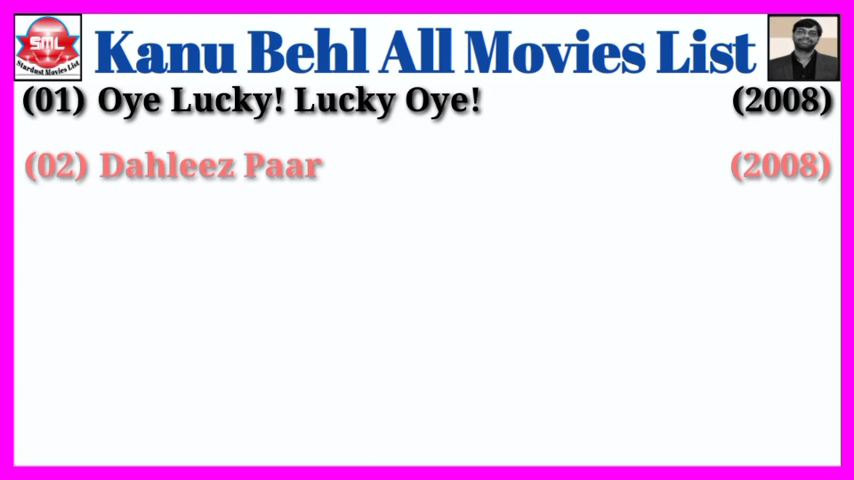 SML
Stardust Movies List
Kanu Behl All Movies List
(01) Oye Lucky! Lucky Oye! (2008)
(02) Dahleez Paar (2008)